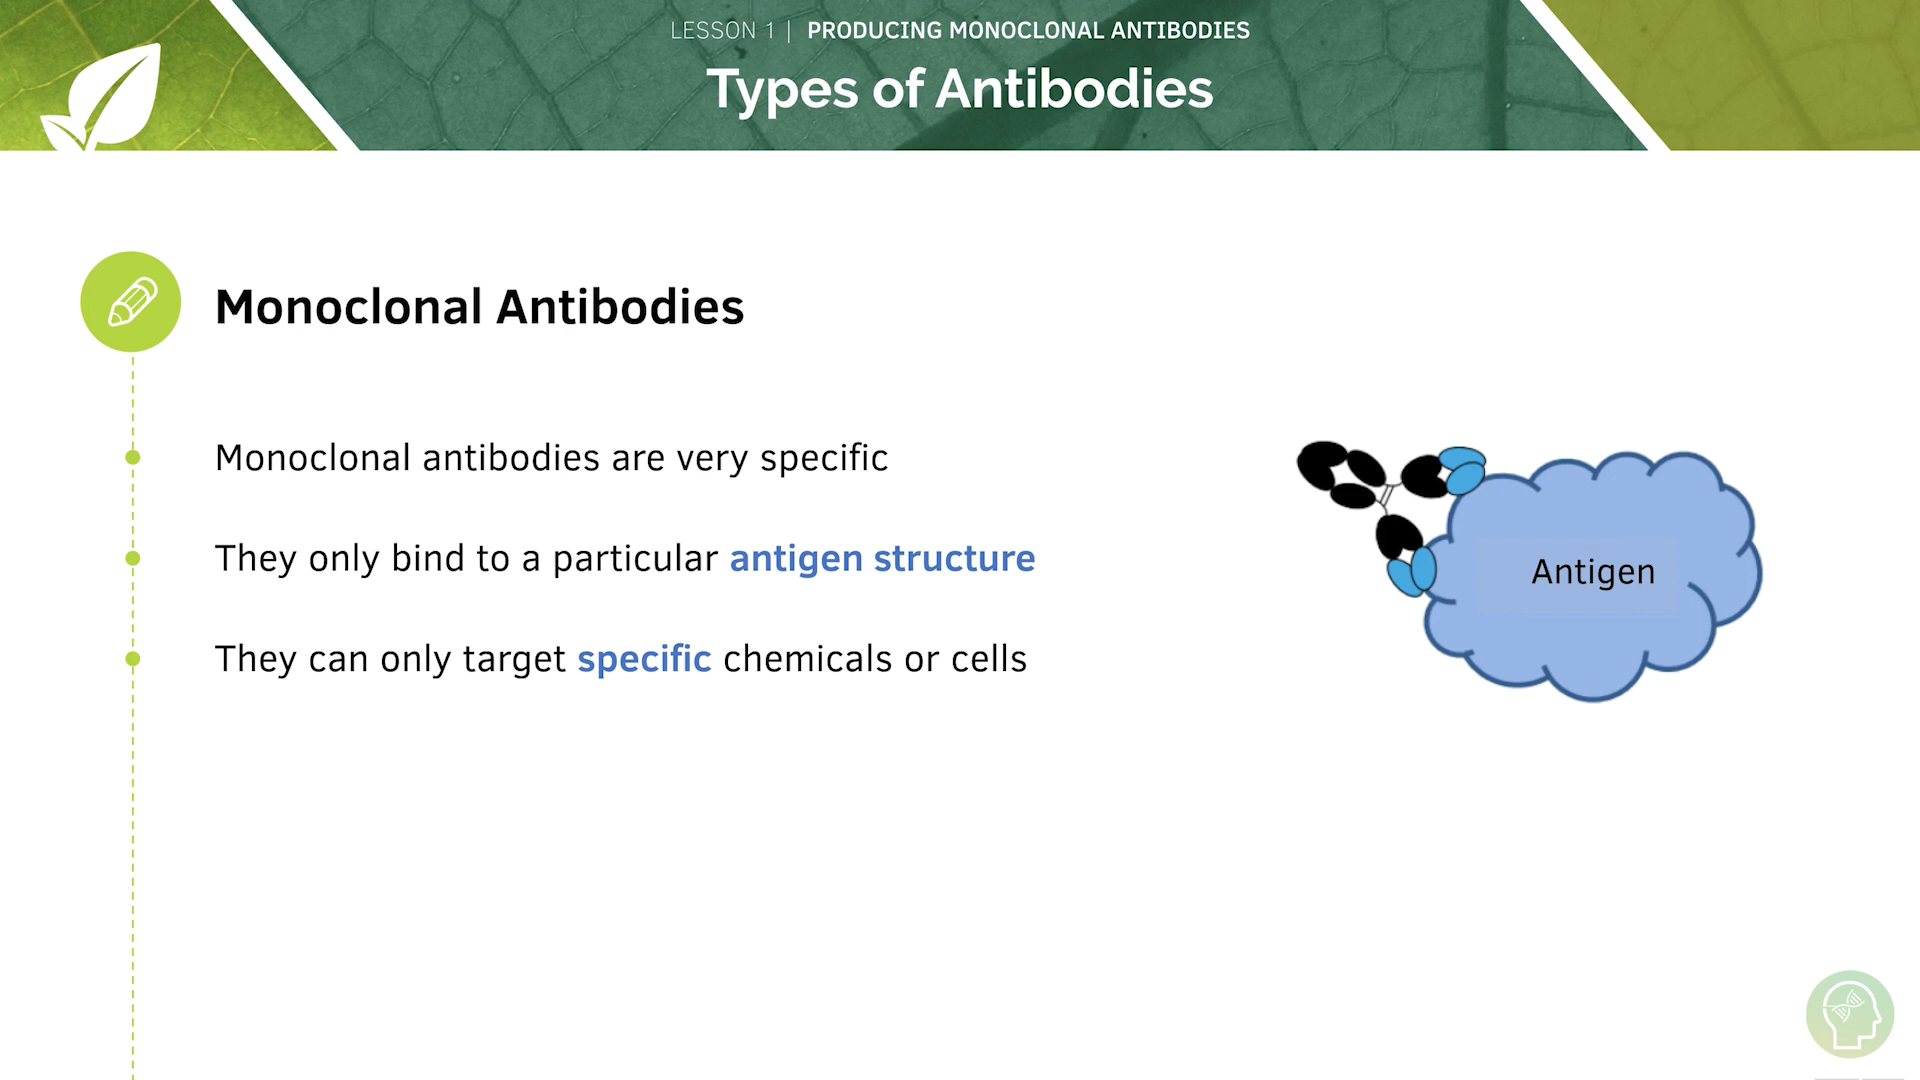 LESSON 1 | PRODUCING MONOCLONAL ANTIBODIES
Types of Antibodies
Monoclonal Antibodies
Monoclonal antibodies are very specific
They only bind to a particular antigen structure
They can only target specific chemicals or cells
Antigen